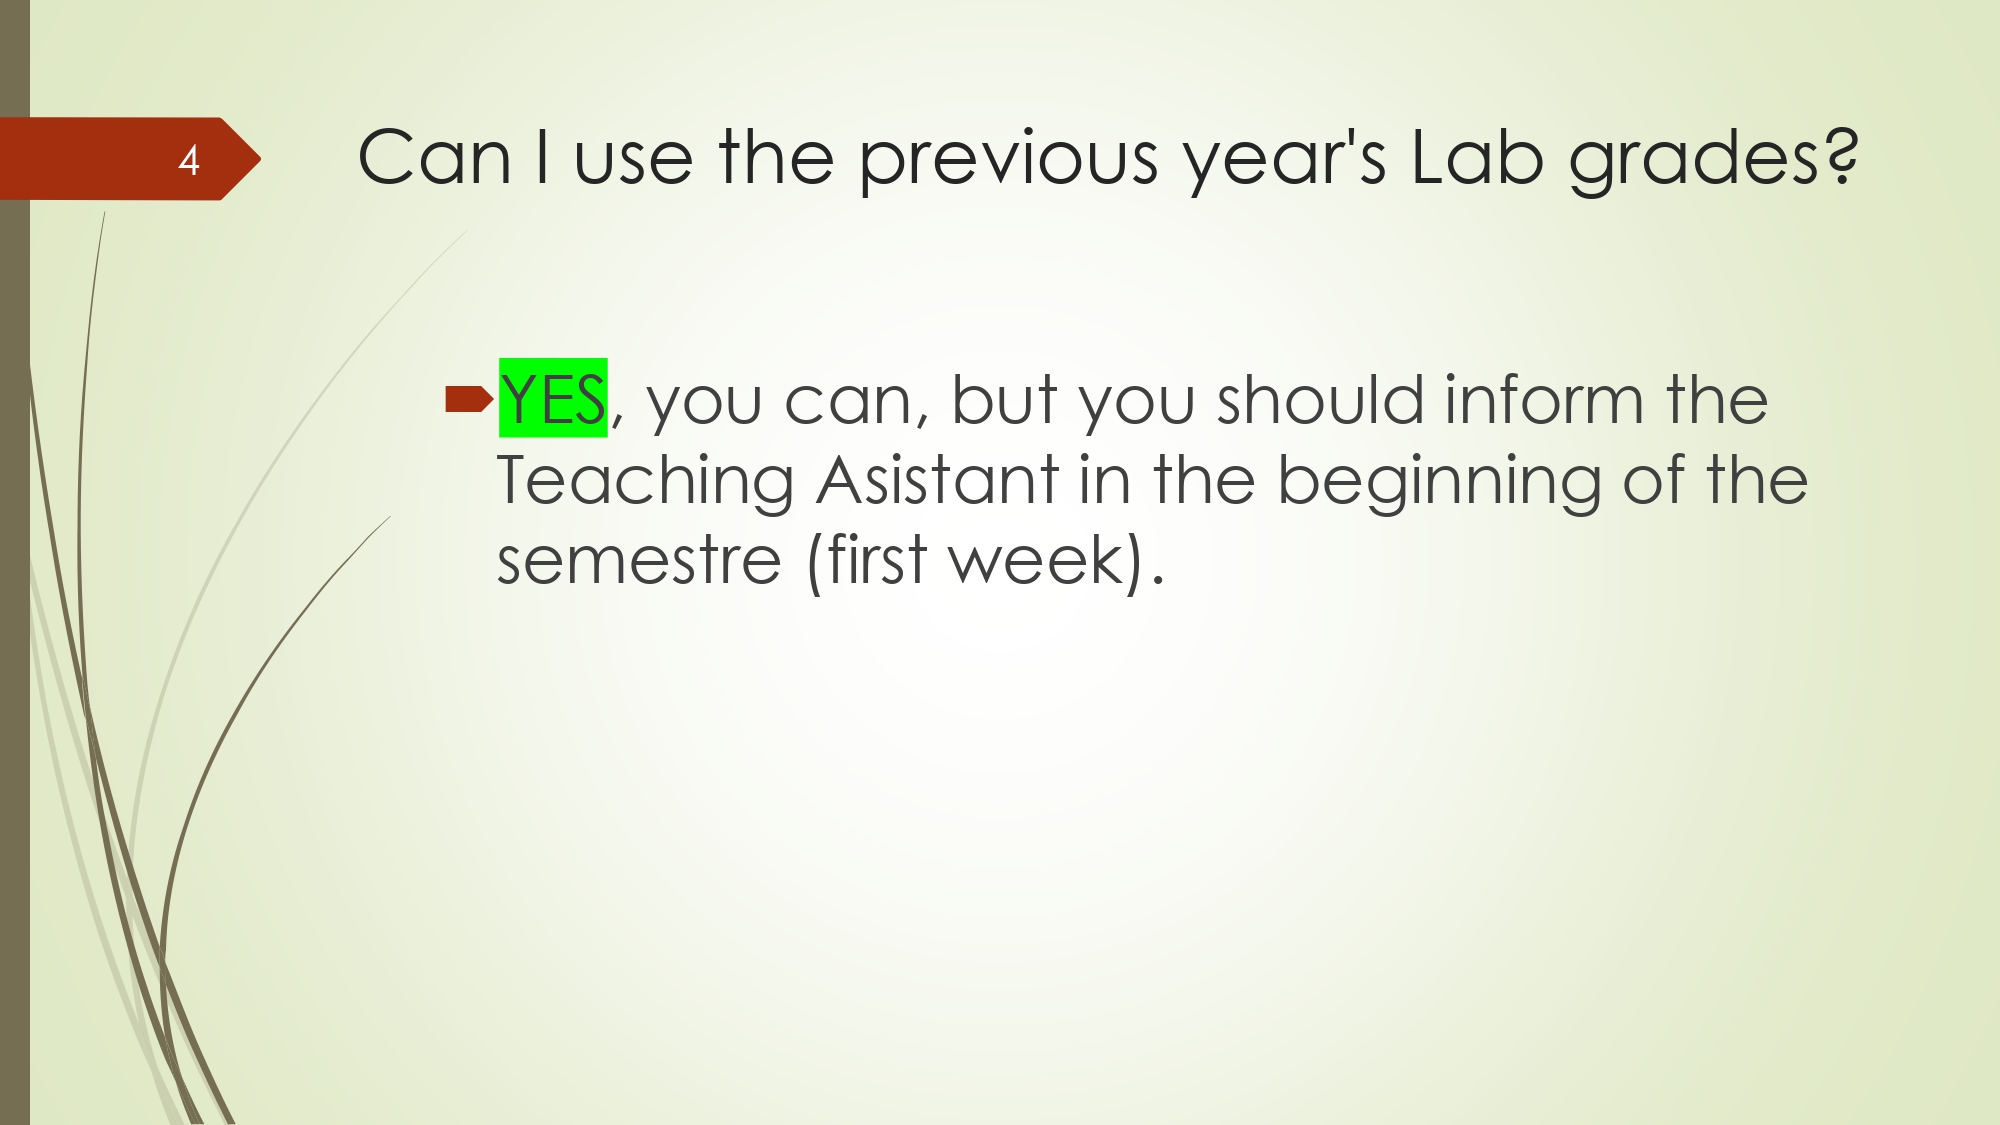 4
Can I use the previous year's Lab grades?
YES, you can, but you should inform the
Teaching Asistant in the beginning of the
semestre (first week).